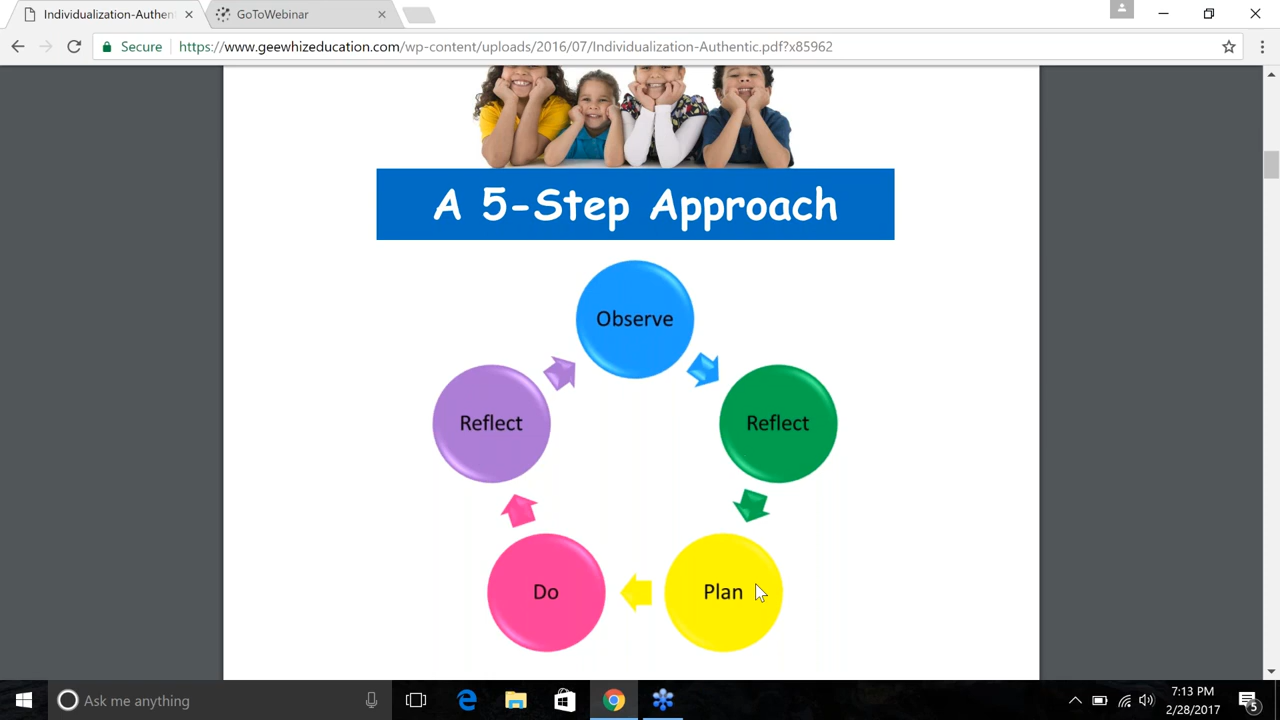 Individualization-Authen
GoToWebinar
Secure
https://www.geewhizeducation.com/wp-content/uploads/2016/07/Individualization-Authentic.pdf?x85962
A 5-Step Approach
Observe
Reflect
Reflect
Do
Plan
Ask me anything
7:13 PM
2/28/2017
5